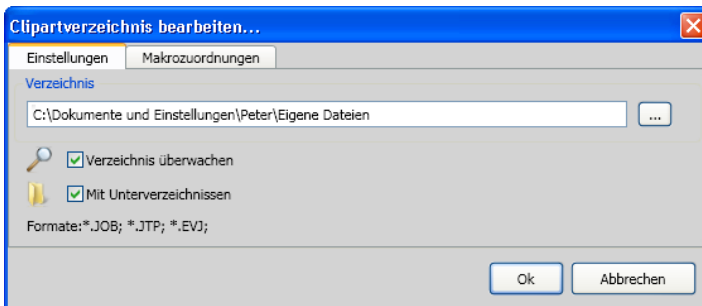 Clipartverzeichnis bearbeiten...
Einstellungen Makrozuordnungen
Verzeichnis
C:\Dokumente und Einstellungen\Peter\Eigene Dateien ...
Verzeichnis überwachen
Mit Unterverzeichnissen
Formate:*.JOB; *.JTP; *.EVJ;
Ok Abbrechen